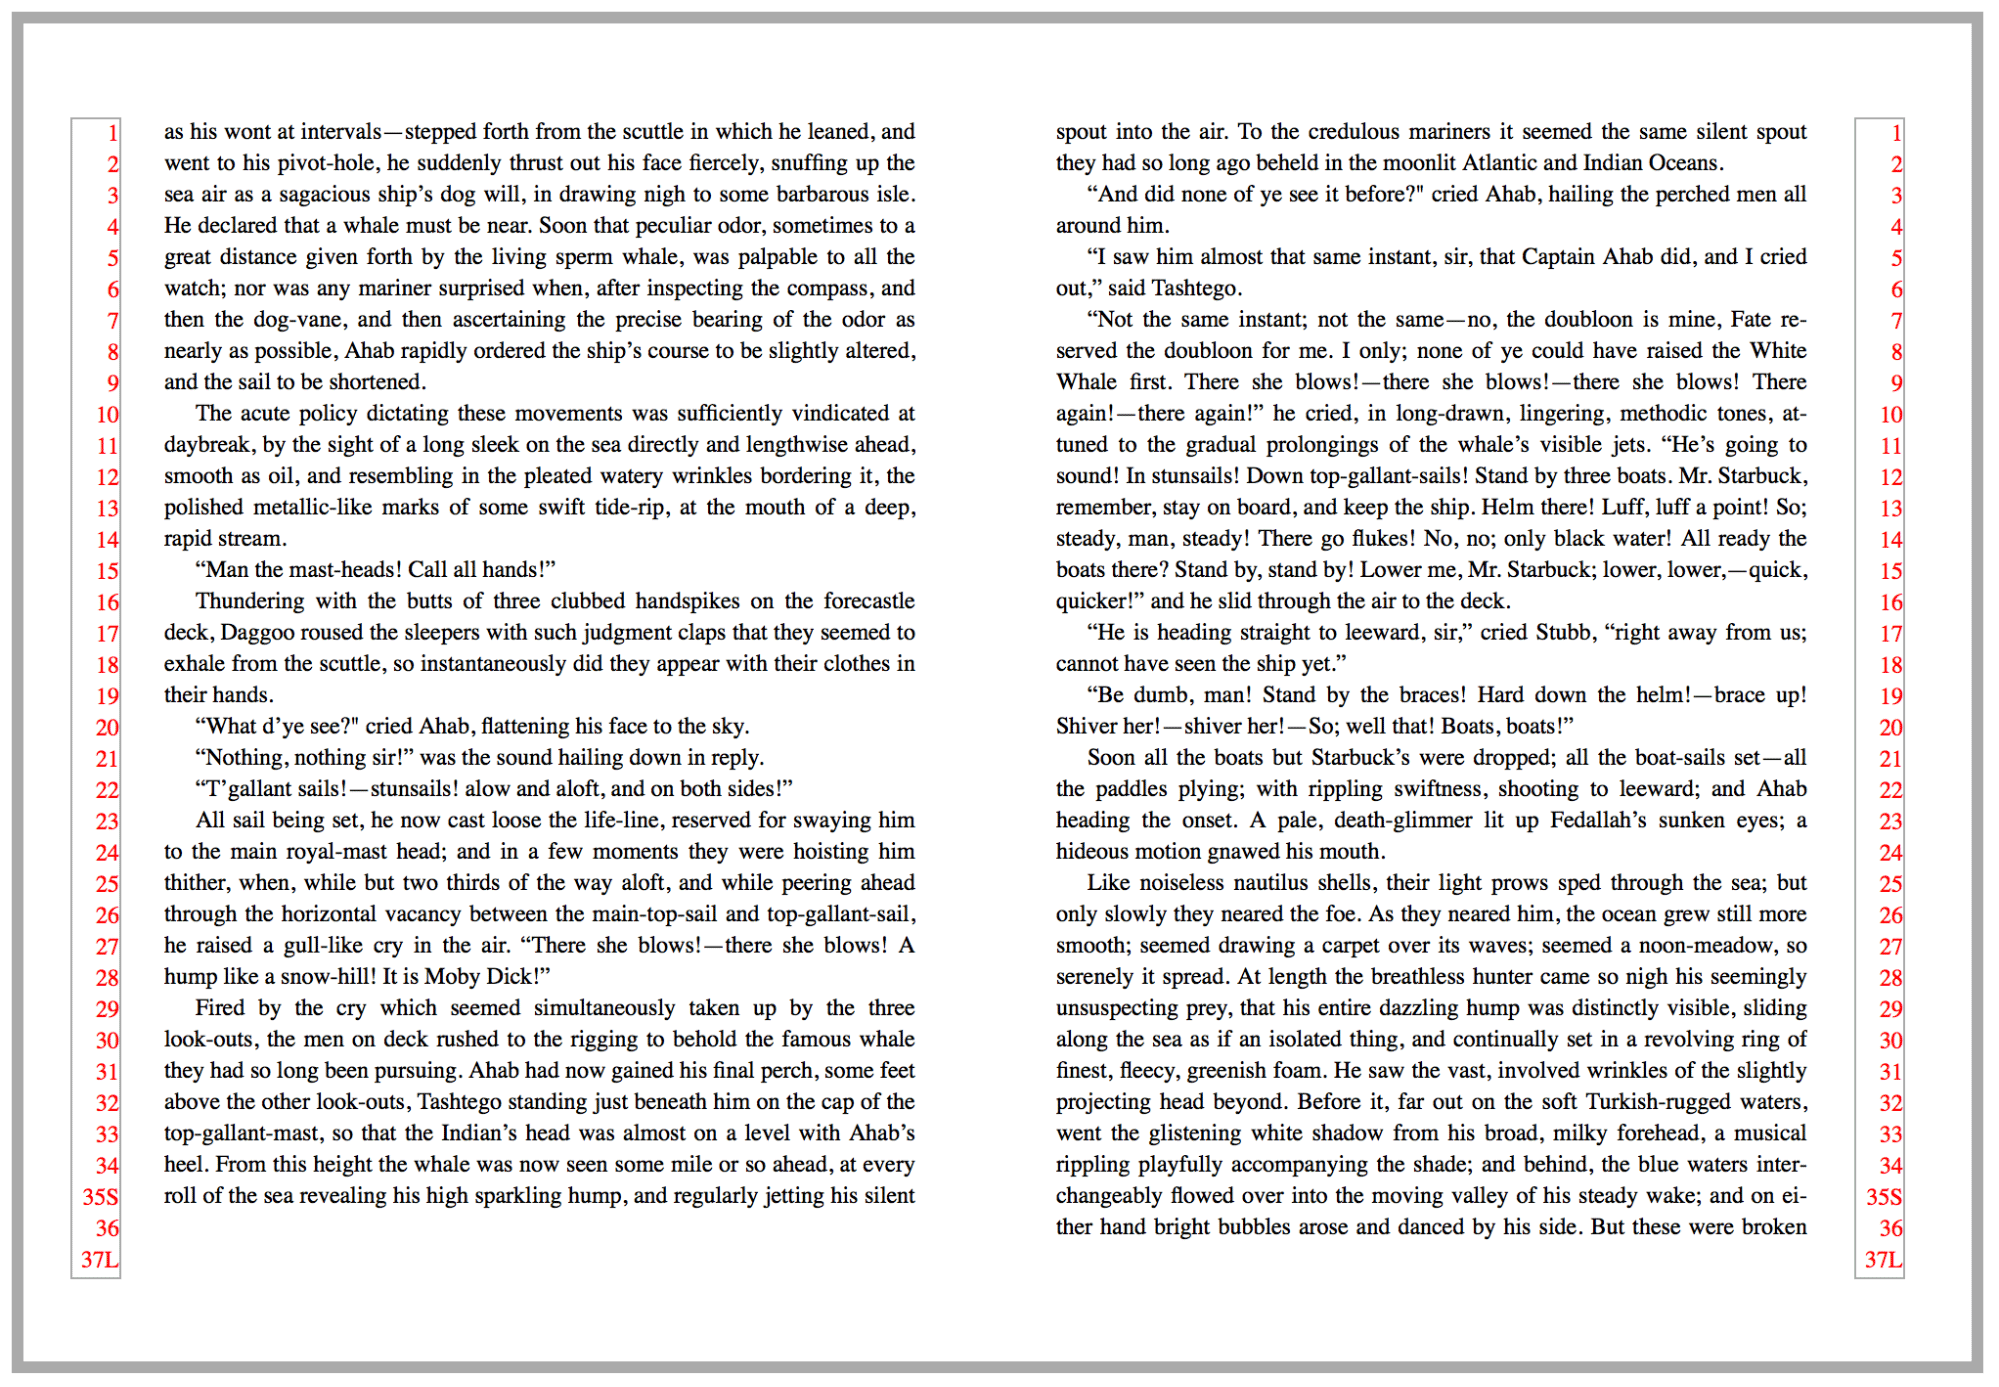 1 as his wont at intervals—stepped forth from the scuttle in which he leaned, and
2 went to his pivot-hole, he suddenly thrust out his face fiercely, snuffing up the
3 sea air as a sagacious ship’s dog will, in drawing nigh to some barbarous isle.
4 He declared that a whale must be near. Soon that peculiar odor, sometimes to a
5 great distance given forth by the living sperm whale, was palpable to all the
6 watch; nor was any mariner surprised when, after inspecting the compass, and
7 then the dog-vane, and then ascertaining the precise bearing of the odor as
8 nearly as possible, Ahab rapidly ordered the ship’s course to be slightly altered,
9 and the sail to be shortened.
10 The acute policy dictating these movements was sufficiently vindicated at
11 daybreak, by the sight of a long sleek on the sea directly and lengthwise ahead,
12 smooth as oil, and resembling in the pleated watery wrinkles bordering it, the
13 polished metallic-like marks of some swift tide-rip, at the mouth of a deep,
14 rapid stream.
15 “Man the mast-heads! Call all hands!”
16 Thundering with the butts of three clubbed handspikes on the forecastle
17 deck, Daggoo roused the sleepers with such judgment claps that they seemed to
18 exhale from the scuttle, so instantaneously did they appear with their clothes in
19 their hands.
20 “What d’ye see?" cried Ahab, flattening his face to the sky.
21 “Nothing, nothing sir!” was the sound hailing down in reply.
22 “T’gallant sails!—stunsails! alow and aloft, and on both sides!”
23 All sail being set, he now cast loose the life-line, reserved for swaying him
24 to the main royal-mast head; and in a few moments they were hoisting him
25 thither, when, while but two thirds of the way aloft, and while peering ahead
26 through the horizontal vacancy between the main-top-sail and top-gallant-sail,
27 he raised a gull-like cry in the air. “There she blows!—there she blows! A
28 hump like a snow-hill! It is Moby Dick!”
29 Fired by the cry which seemed simultaneously taken up by the three
30 look-outs, the men on deck rushed to the rigging to behold the famous whale
31 they had so long been pursuing. Ahab had now gained his final perch, some feet
32 above the other look-outs, Tashtego standing just beneath him on the cap of the
33 top-gallant-mast, so that the Indian’s head was almost on a level with Ahab’s
34 heel. From this height the whale was now seen some mile or so ahead, at every
35S roll of the sea revealing his high sparkling hump, and regularly jetting his silent
36
37L
spout into the air. To the credulous mariners it seemed the same silent spout 1
they had so long ago beheld in the moonlit Atlantic and Indian Oceans. 2
“And did none of ye see it before?" cried Ahab, hailing the perched men all 3
around him. 4
“I saw him almost that same instant, sir, that Captain Ahab did, and I cried 5
out,” said Tashtego. 6
“Not the same instant; not the same—no, the doubloon is mine, Fate re- 7
served the doubloon for me. I only; none of ye could have raised the White 8
Whale first. There she blows!—there she blows!—there she blows! There 9
again!—there again!” he cried, in long-drawn, lingering, methodic tones, at- 10
tuned to the gradual prolongings of the whale’s visible jets. “He’s going to 11
sound! In stunsails! Down top-gallant-sails! Stand by three boats. Mr. Starbuck, 12
remember, stay on board, and keep the ship. Helm there! Luff, luff a point! So; 13
steady, man, steady! There go flukes! No, no; only black water! All ready the 14
boats there? Stand by, stand by! Lower me, Mr. Starbuck; lower, lower,—quick, 15
quicker!” and he slid through the air to the deck. 16
“He is heading straight to leeward, sir,” cried Stubb, “right away from us; 17
cannot have seen the ship yet.” 18
“Be dumb, man! Stand by the braces! Hard down the helm!—brace up! 19
Shiver her!—shiver her!—So; well that! Boats, boats!” 20
Soon all the boats but Starbuck’s were dropped; all the boat-sails set—all 21
the paddles plying; with rippling swiftness, shooting to leeward; and Ahab 22
heading the onset. A pale, death-glimmer lit up Fedallah’s sunken eyes; a 23
hideous motion gnawed his mouth. 24
Like noiseless nautilus shells, their light prows sped through the sea; but 25
only slowly they neared the foe. As they neared him, the ocean grew still more 26
smooth; seemed drawing a carpet over its waves; seemed a noon-meadow, so 27
serenely it spread. At length the breathless hunter came so nigh his seemingly 28
unsuspecting prey, that his entire dazzling hump was distinctly visible, sliding 29
along the sea as if an isolated thing, and continually set in a revolving ring of 30
finest, fleecy, greenish foam. He saw the vast, involved wrinkles of the slightly 31
projecting head beyond. Before it, far out on the soft Turkish-rugged waters, 32
went the glistening white shadow from his broad, milky forehead, a musical 33
rippling playfully accompanying the shade; and behind, the blue waters inter- 34
changeably flowed over into the moving valley of his steady wake; and on ei- 35S
ther hand bright bubbles arose and danced by his side. But these were broken 36
37L